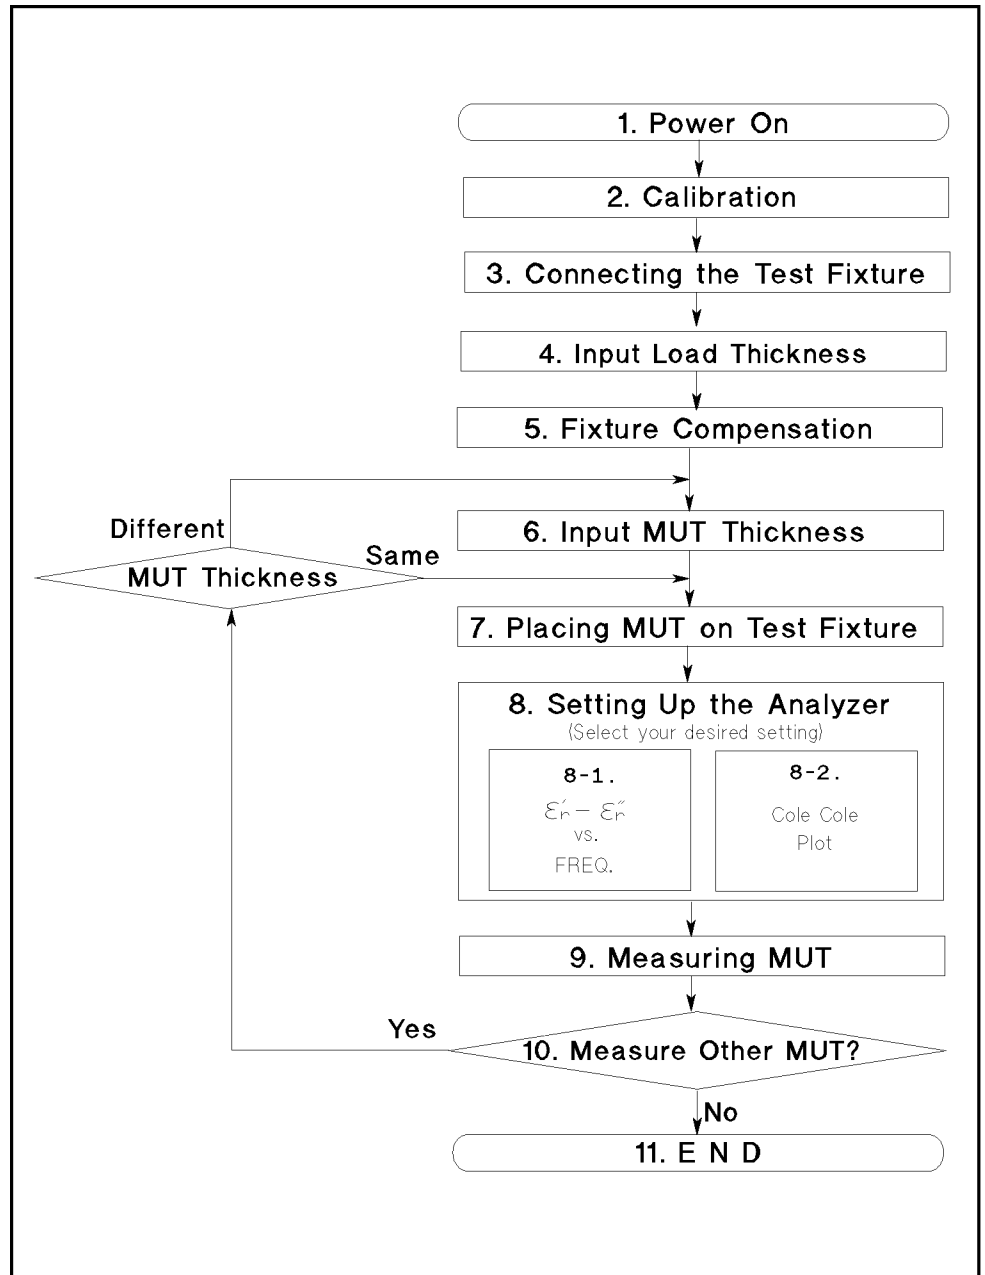 1. Power On
2. Calibration
3. Connecting the Test Fixture
4. Input Load Thickness
5. Fixture Compensation
Different
6. Input MUT Thickness
Same
MUT Thickness
7. Placing MUT on Test Fixture
8. Setting Up the Analyzer
(Select your desired setting)
8-1.
εr′ − εr″
vs.
FREQ.
8-2.
Cole Cole
Plot
9. Measuring MUT
Yes
10. Measure Other MUT?
No
11. E N D